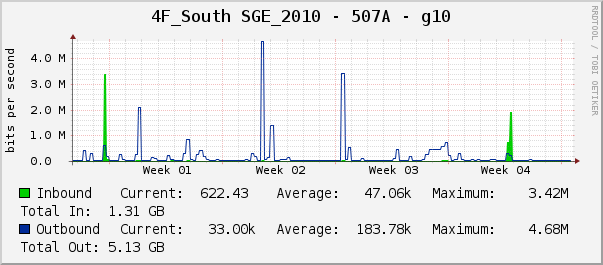 4F_South SGE_2010 - 507A - g10
RRDTOOL / TOBI OETIKER
bits per second
4.0 M
3.0 M
2.0 M
1.0 M
0.0
Week 01 Week 02 Week 03 Week 04
Inbound Current: 622.43 Average: 47.06k Maximum: 3.42M
Total In: 1.31 GB
Outbound Current: 33.00k Average: 183.78k Maximum: 4.68M
Total Out: 5.13 GB